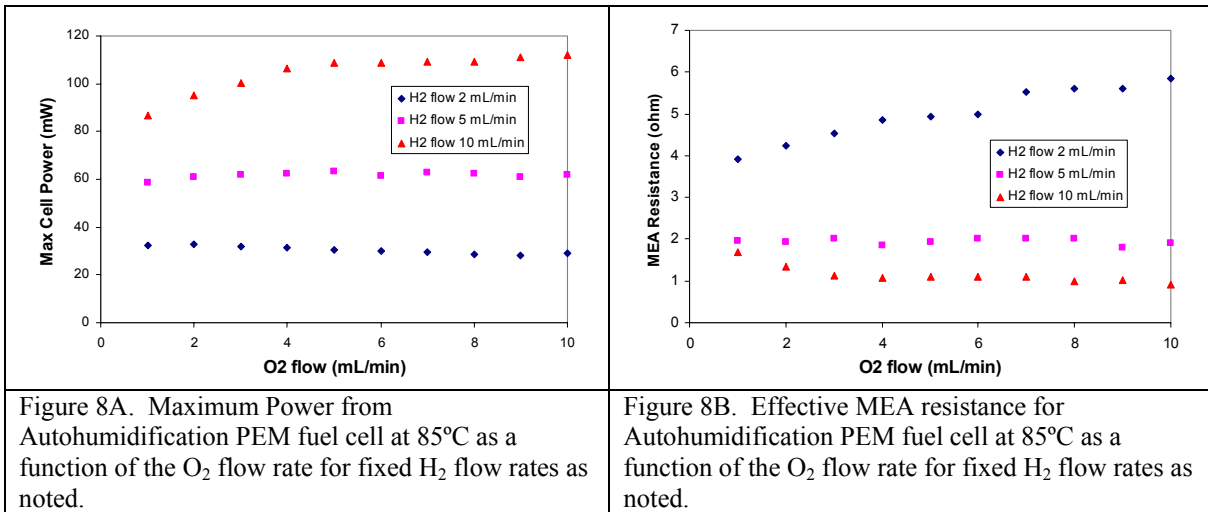 120
100
80
60
40
20
0
0
2
4
6
8
10
Max Cell Power (mW)
O2 flow (mL/min)
H2 flow 2 mL/min
H2 flow 5 mL/min
H2 flow 10 mL/min
7
6
5
4
3
2
1
0
0
2
4
6
8
10
MEA Resistance (ohm)
O2 flow (mL/min)
H2 flow 2 mL/min
H2 flow 5 mL/min
H2 flow 10 mL/min
Figure 8A. Maximum Power from
Autohumidification PEM fuel cell at 85ºC as a
function of the O₂ flow rate for fixed H₂ flow rates as
noted.
Figure 8B. Effective MEA resistance for
Autohumidification PEM fuel cell at 85ºC as a
function of the O₂ flow rate for fixed H₂ flow rates as
noted.